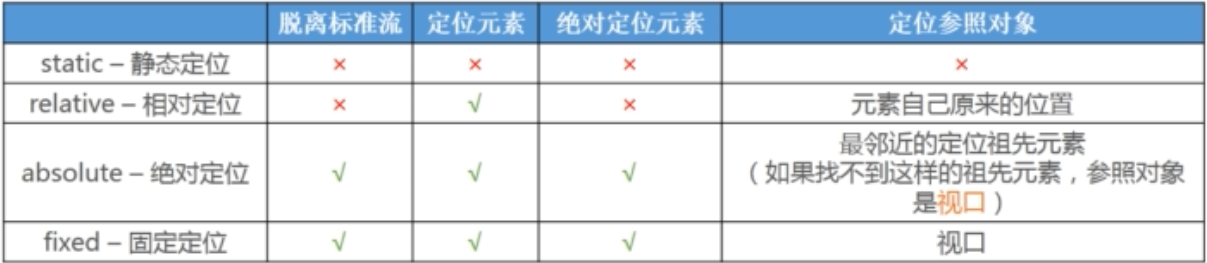 脱离标准流 定位元素 绝对定位元素 定位参照对象
static – 静态定位 × × × ×
relative – 相对定位 × √ × 元素自己原来的位置
absolute – 绝对定位 √ √ √ 最邻近的定位祖先元素
（如果找不到这样的祖先元素，参照对象
是视口）
fixed – 固定定位 √ √ √ 视口